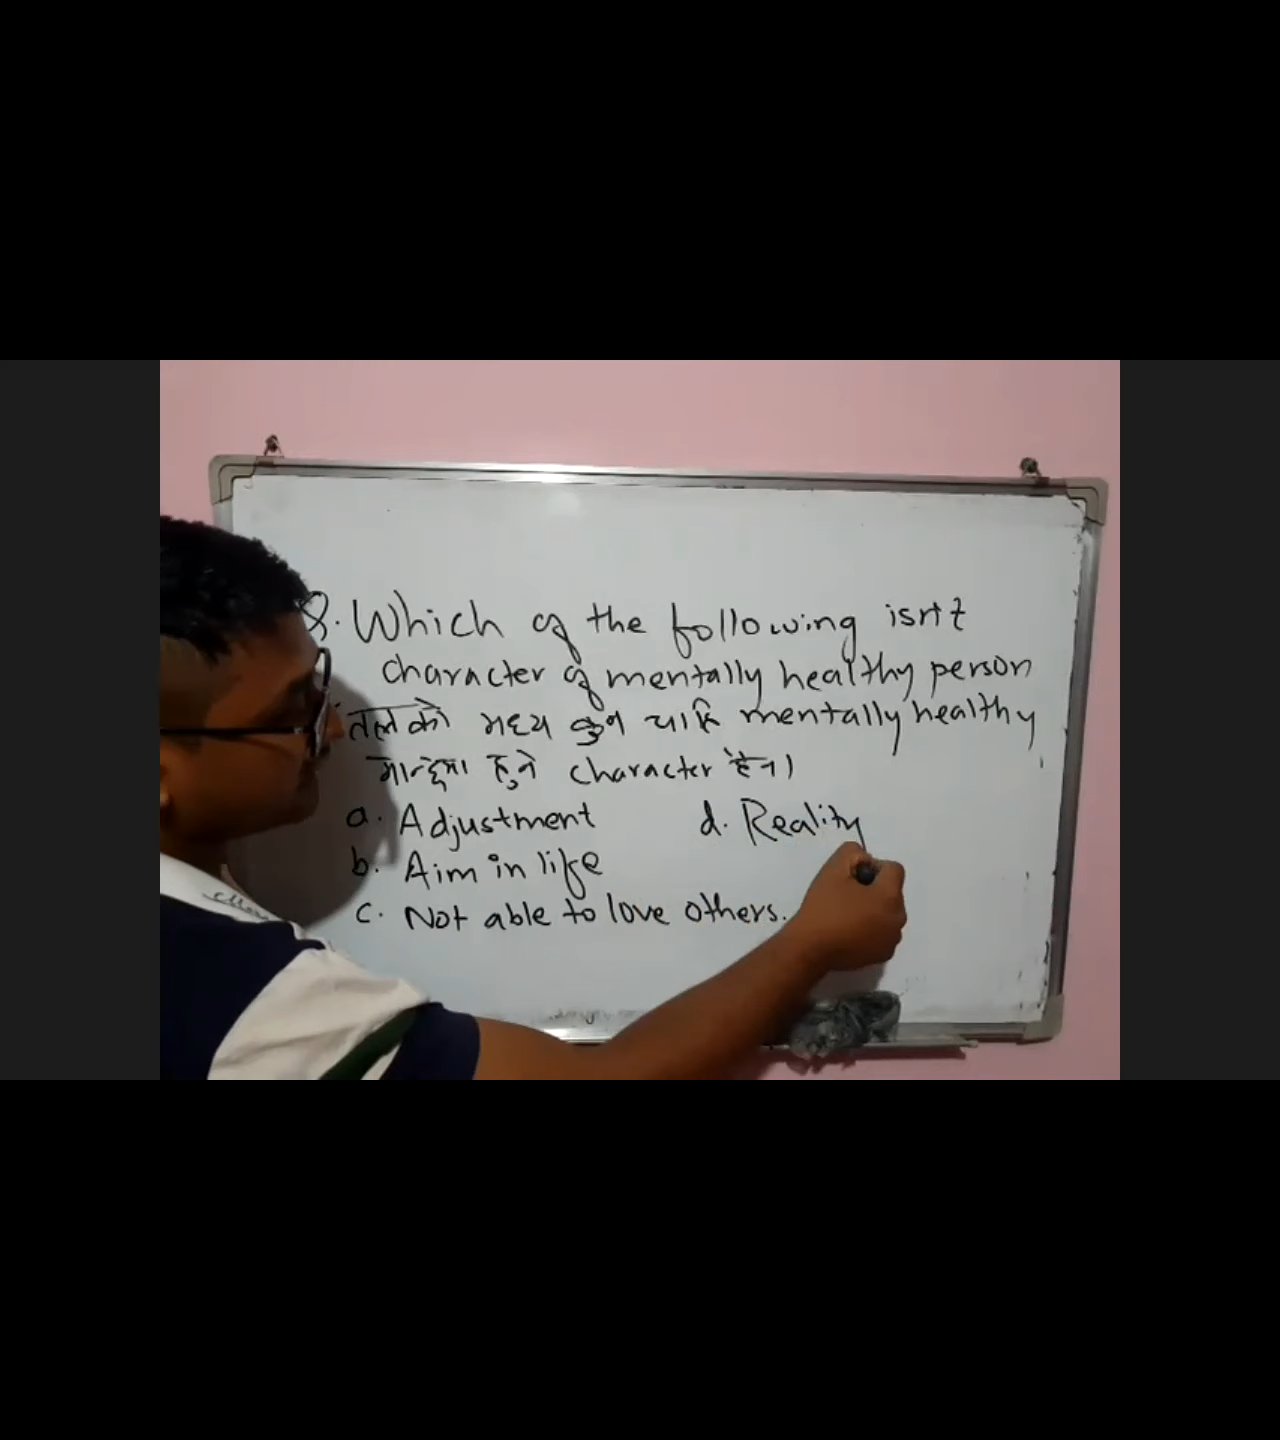 Q. Which of the following isn't
character of mentally healthy person
तलको मध्य कुन चाहि mentally healthy
मान्छेमा हुने character हैन।
a. Adjustment
b. Aim in life
c. Not able to love others.
d. Reality